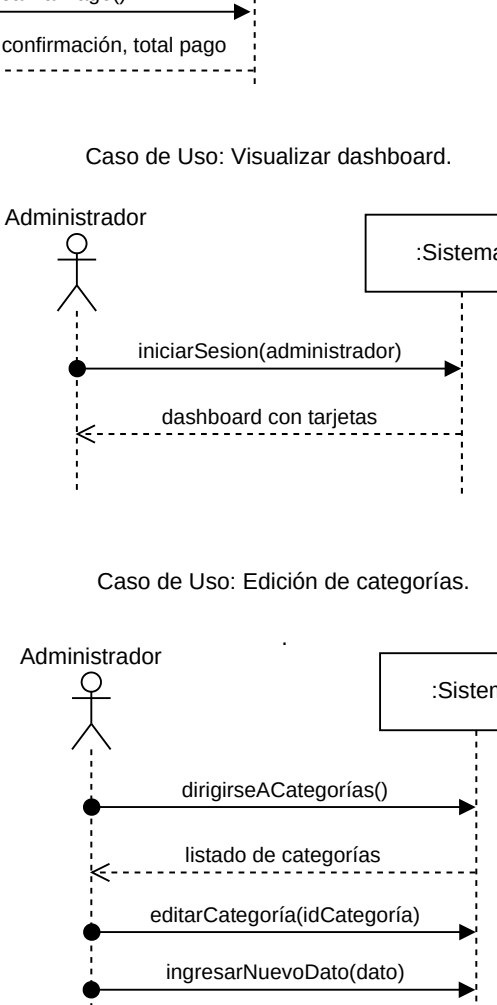 confirmación, total pago
Caso de Uso: Visualizar dashboard.
Administrador
:Sistema
iniciarSesion(administrador)
dashboard con tarjetas
Caso de Uso: Edición de categorías.
.
Administrador
dirigirseACategorías()
listado de categorías
editarCategoría(idCategoría)
ingresarNuevoDato(dato)